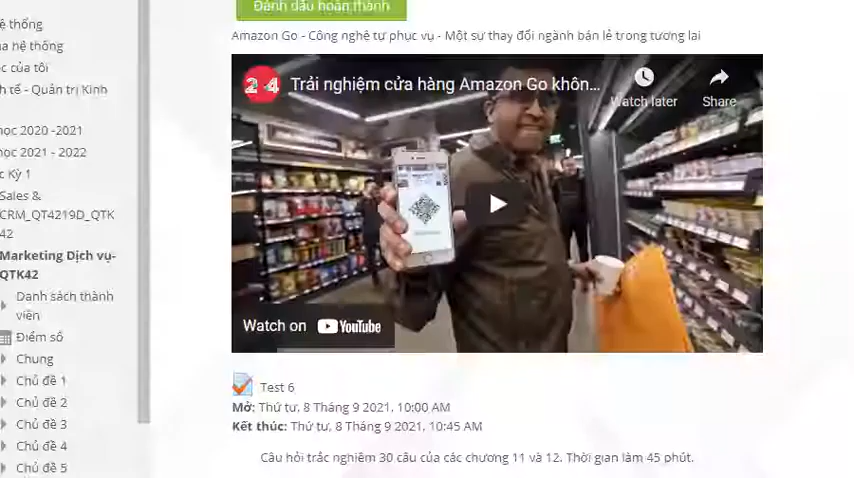 Đánh dấu hoàn thành
Amazon Go - Công nghệ tự phục vụ - Một sự thay đổi ngành bán lẻ trong tương lai
24
Trải nghiệm cửa hàng Amazon Go khôn...
Watch later
Share
Watch on YouTube
Test 6
Mở: Thứ tư, 8 Tháng 9 2021, 10:00 AM
Kết thúc: Thứ tư, 8 Tháng 9 2021, 10:45 AM
Câu hỏi trắc nghiệm 30 câu của các chương 11 và 12. Thời gian làm 45 phút.
hệ thống
a hệ thống
c của tôi
h tế - Quản trị Kinh
học 2020 -2021
học 2021 - 2022
c Kỳ 1
Sales &
CRM_QT4219D_QTK
42
Marketing Dịch vụ-
QTK42
Danh sách thành
viên
Điểm số
Chung
Chủ đề 1
Chủ đề 2
Chủ đề 3
Chủ đề 4
Chủ đề 5